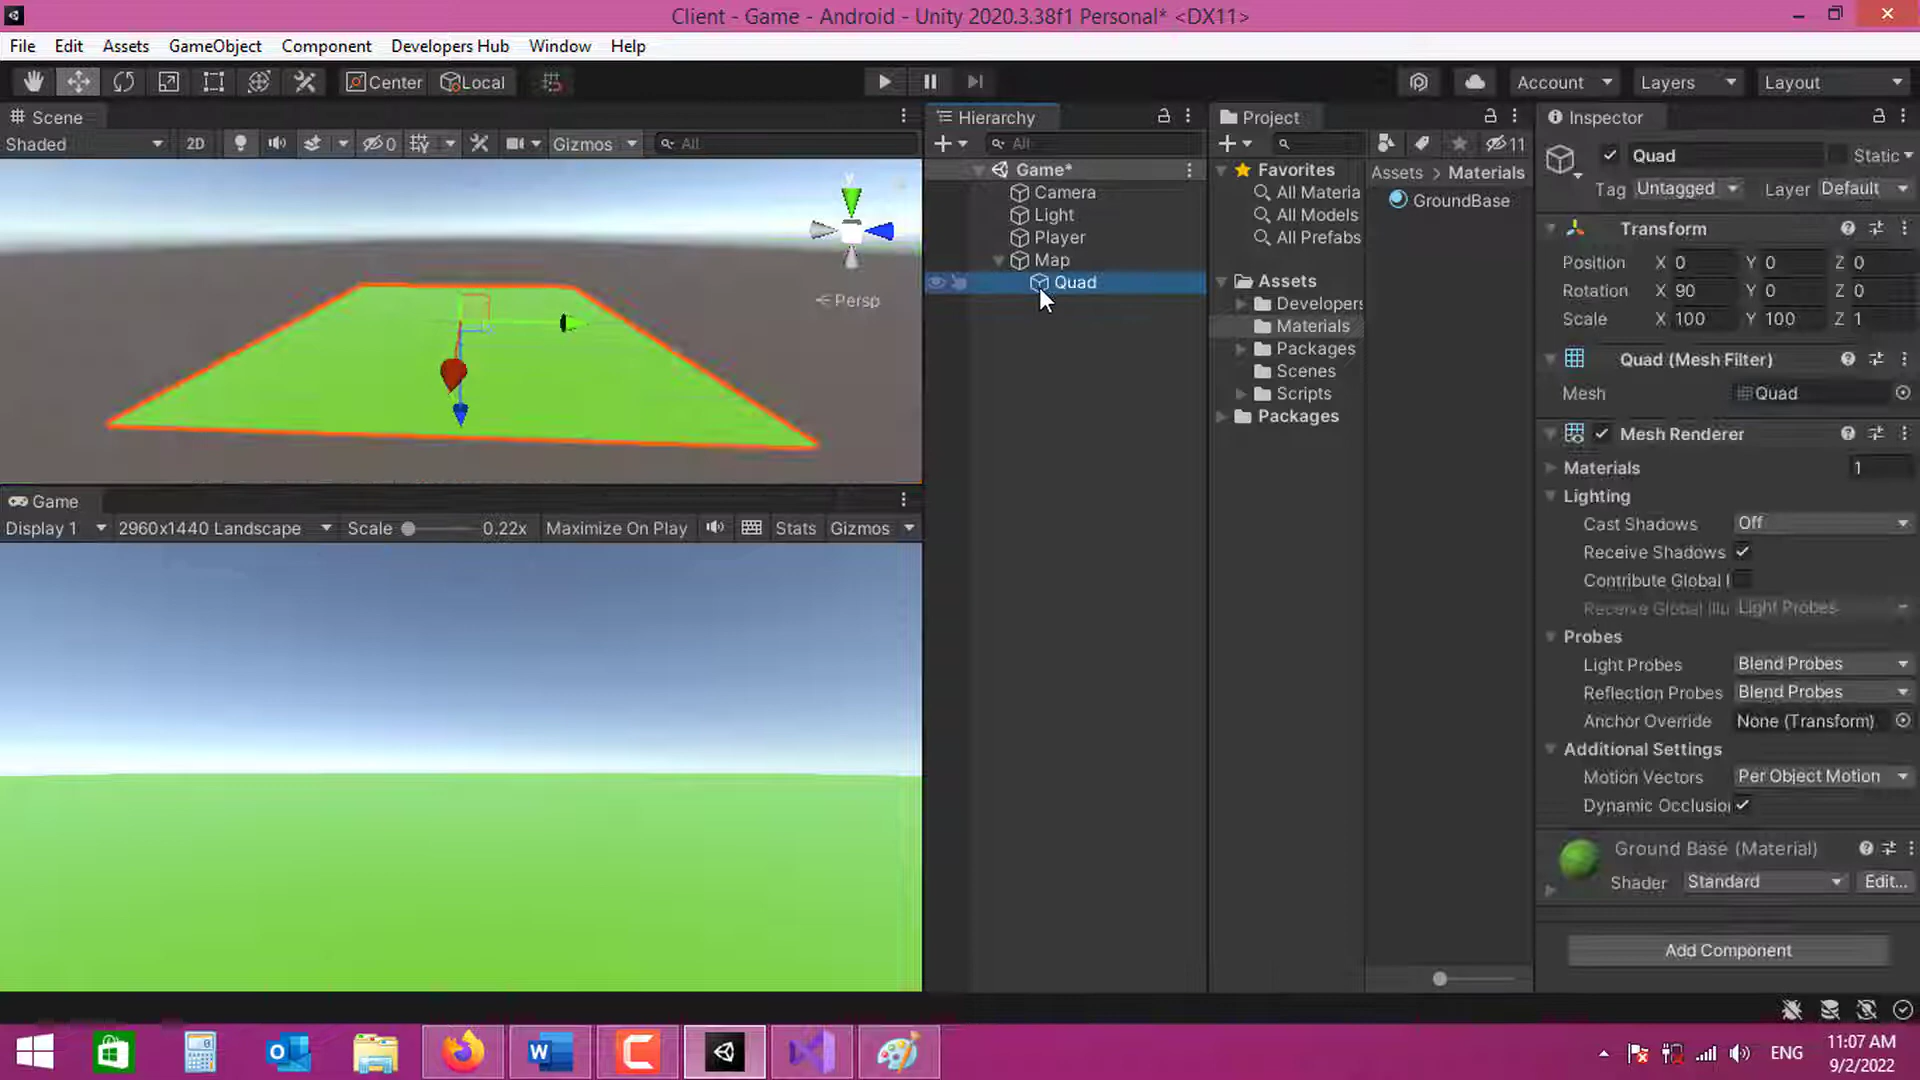 Client - Game - Android - Unity 2020.3.38f1 Personal* <DX11>
File Edit Assets GameObject Component Developers Hub Window Help
Center Local Account Layers Layout
Scene
Shaded 2D 0 Gizmos All
y
Persp
Game
Display 1 2960x1440 Landscape Scale 0.22x Maximize On Play Stats Gizmos
Hierarchy
All
Game*
Camera
Light
Player
Map
Quad
Project
11
Favorites
All Materia
All Models
All Prefabs
Assets
Developers
Materials
Packages
Scenes
Scripts
Packages
Assets > Materials
GroundBase
Inspector
Quad Static
Tag Untagged Layer Default
Transform
Position X 0 Y 0 Z 0
Rotation X 90 Y 0 Z 0
Scale X 100 Y 100 Z 1
Quad (Mesh Filter)
Mesh Quad
Mesh Renderer
Materials 1
Lighting
Cast Shadows Off
Receive Shadows
Contribute Global I
Receive Global Illu Light Probes
Probes
Light Probes Blend Probes
Reflection Probes Blend Probes
Anchor Override None (Transform)
Additional Settings
Motion Vectors Per Object Motion
Dynamic Occlusion
Ground Base (Material)
Shader Standard Edit...
Add Component
ENG
11:07 AM
9/2/2022